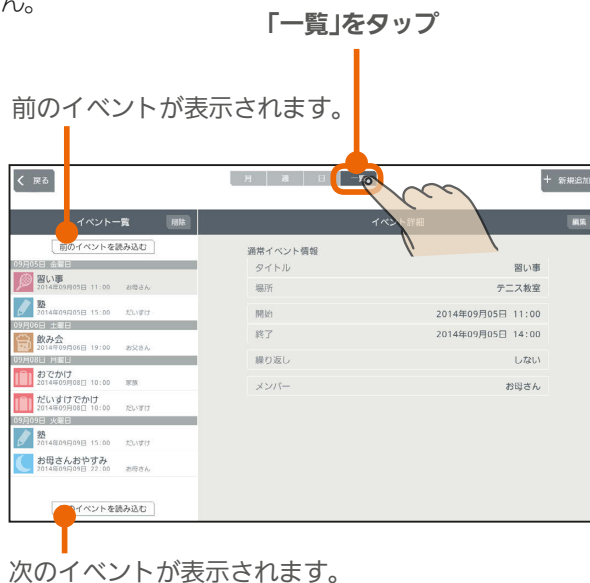 ん。
「一覧」をタップ
前のイベントが表示されます。
戻る
月 週 日 一覧
+ 新規追加
イベント一覧 削除
イベント詳細 編集
前のイベントを読み込む
09月05日 金曜日
習い事
2014年09月05日 11:00 お母さん
塾
2014年09月05日 15:00 だいすけ
09月06日 土曜日
飲み会
2014年09月06日 19:00 お父さん
09月08日 月曜日
おでかけ
2014年09月08日 10:00 家族
だいすけでかけ
2014年09月08日 10:00 だいすけ
09月09日 火曜日
塾
2014年09月09日 15:00 だいすけ
お母さんおやすみ
2014年09月09日 22:00 お母さん
次のイベントを読み込む
通常イベント情報
タイトル 習い事
場所 テニス教室
開始 2014年09月05日 11:00
終了 2014年09月05日 14:00
繰り返し しない
メンバー お母さん
次のイベントが表示されます。